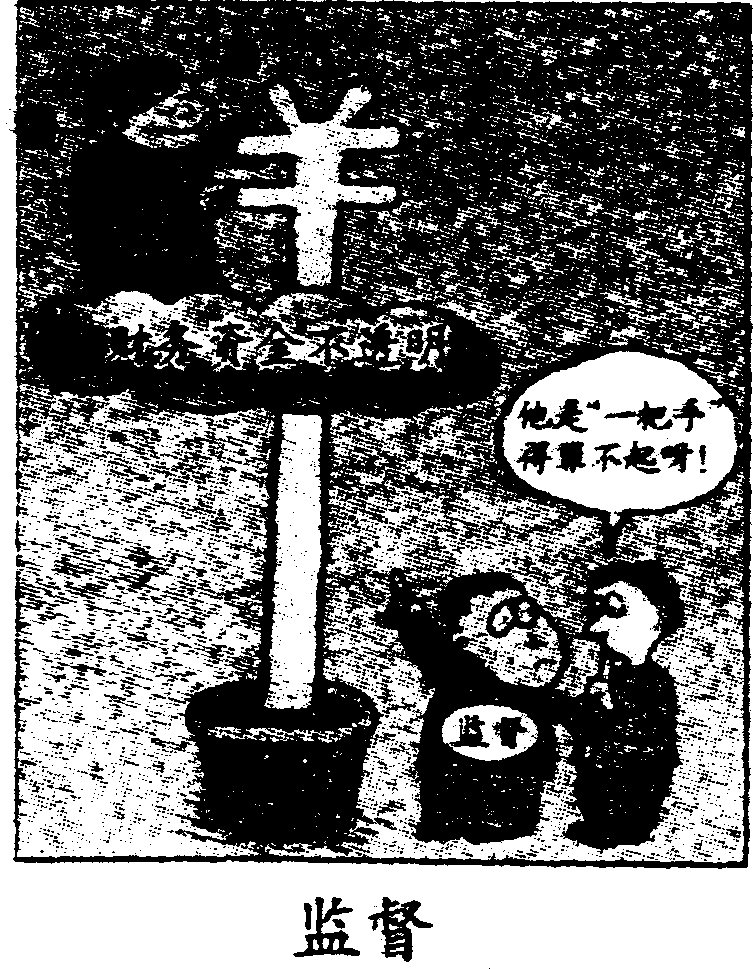 财务资金不透明
他是“一把手”
得罪不起呀！
监督
监督